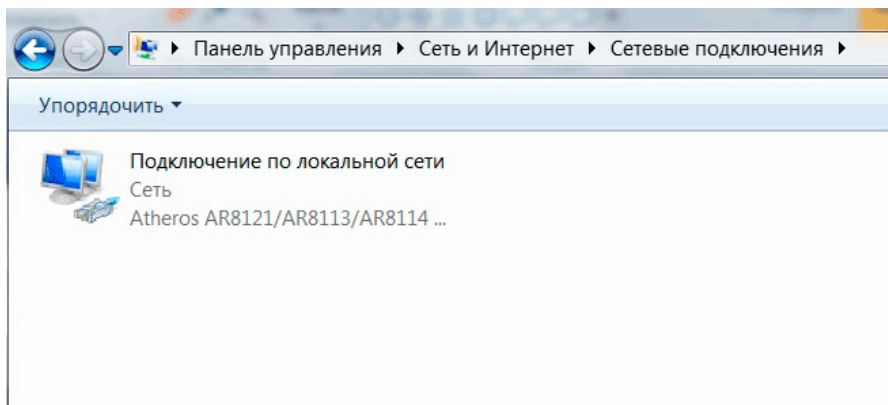 Панель управления Сеть и Интернет Сетевые подключения
Упорядочить
Подключение по локальной сети
Сеть
Atheros AR8121/AR8113/AR8114 ...